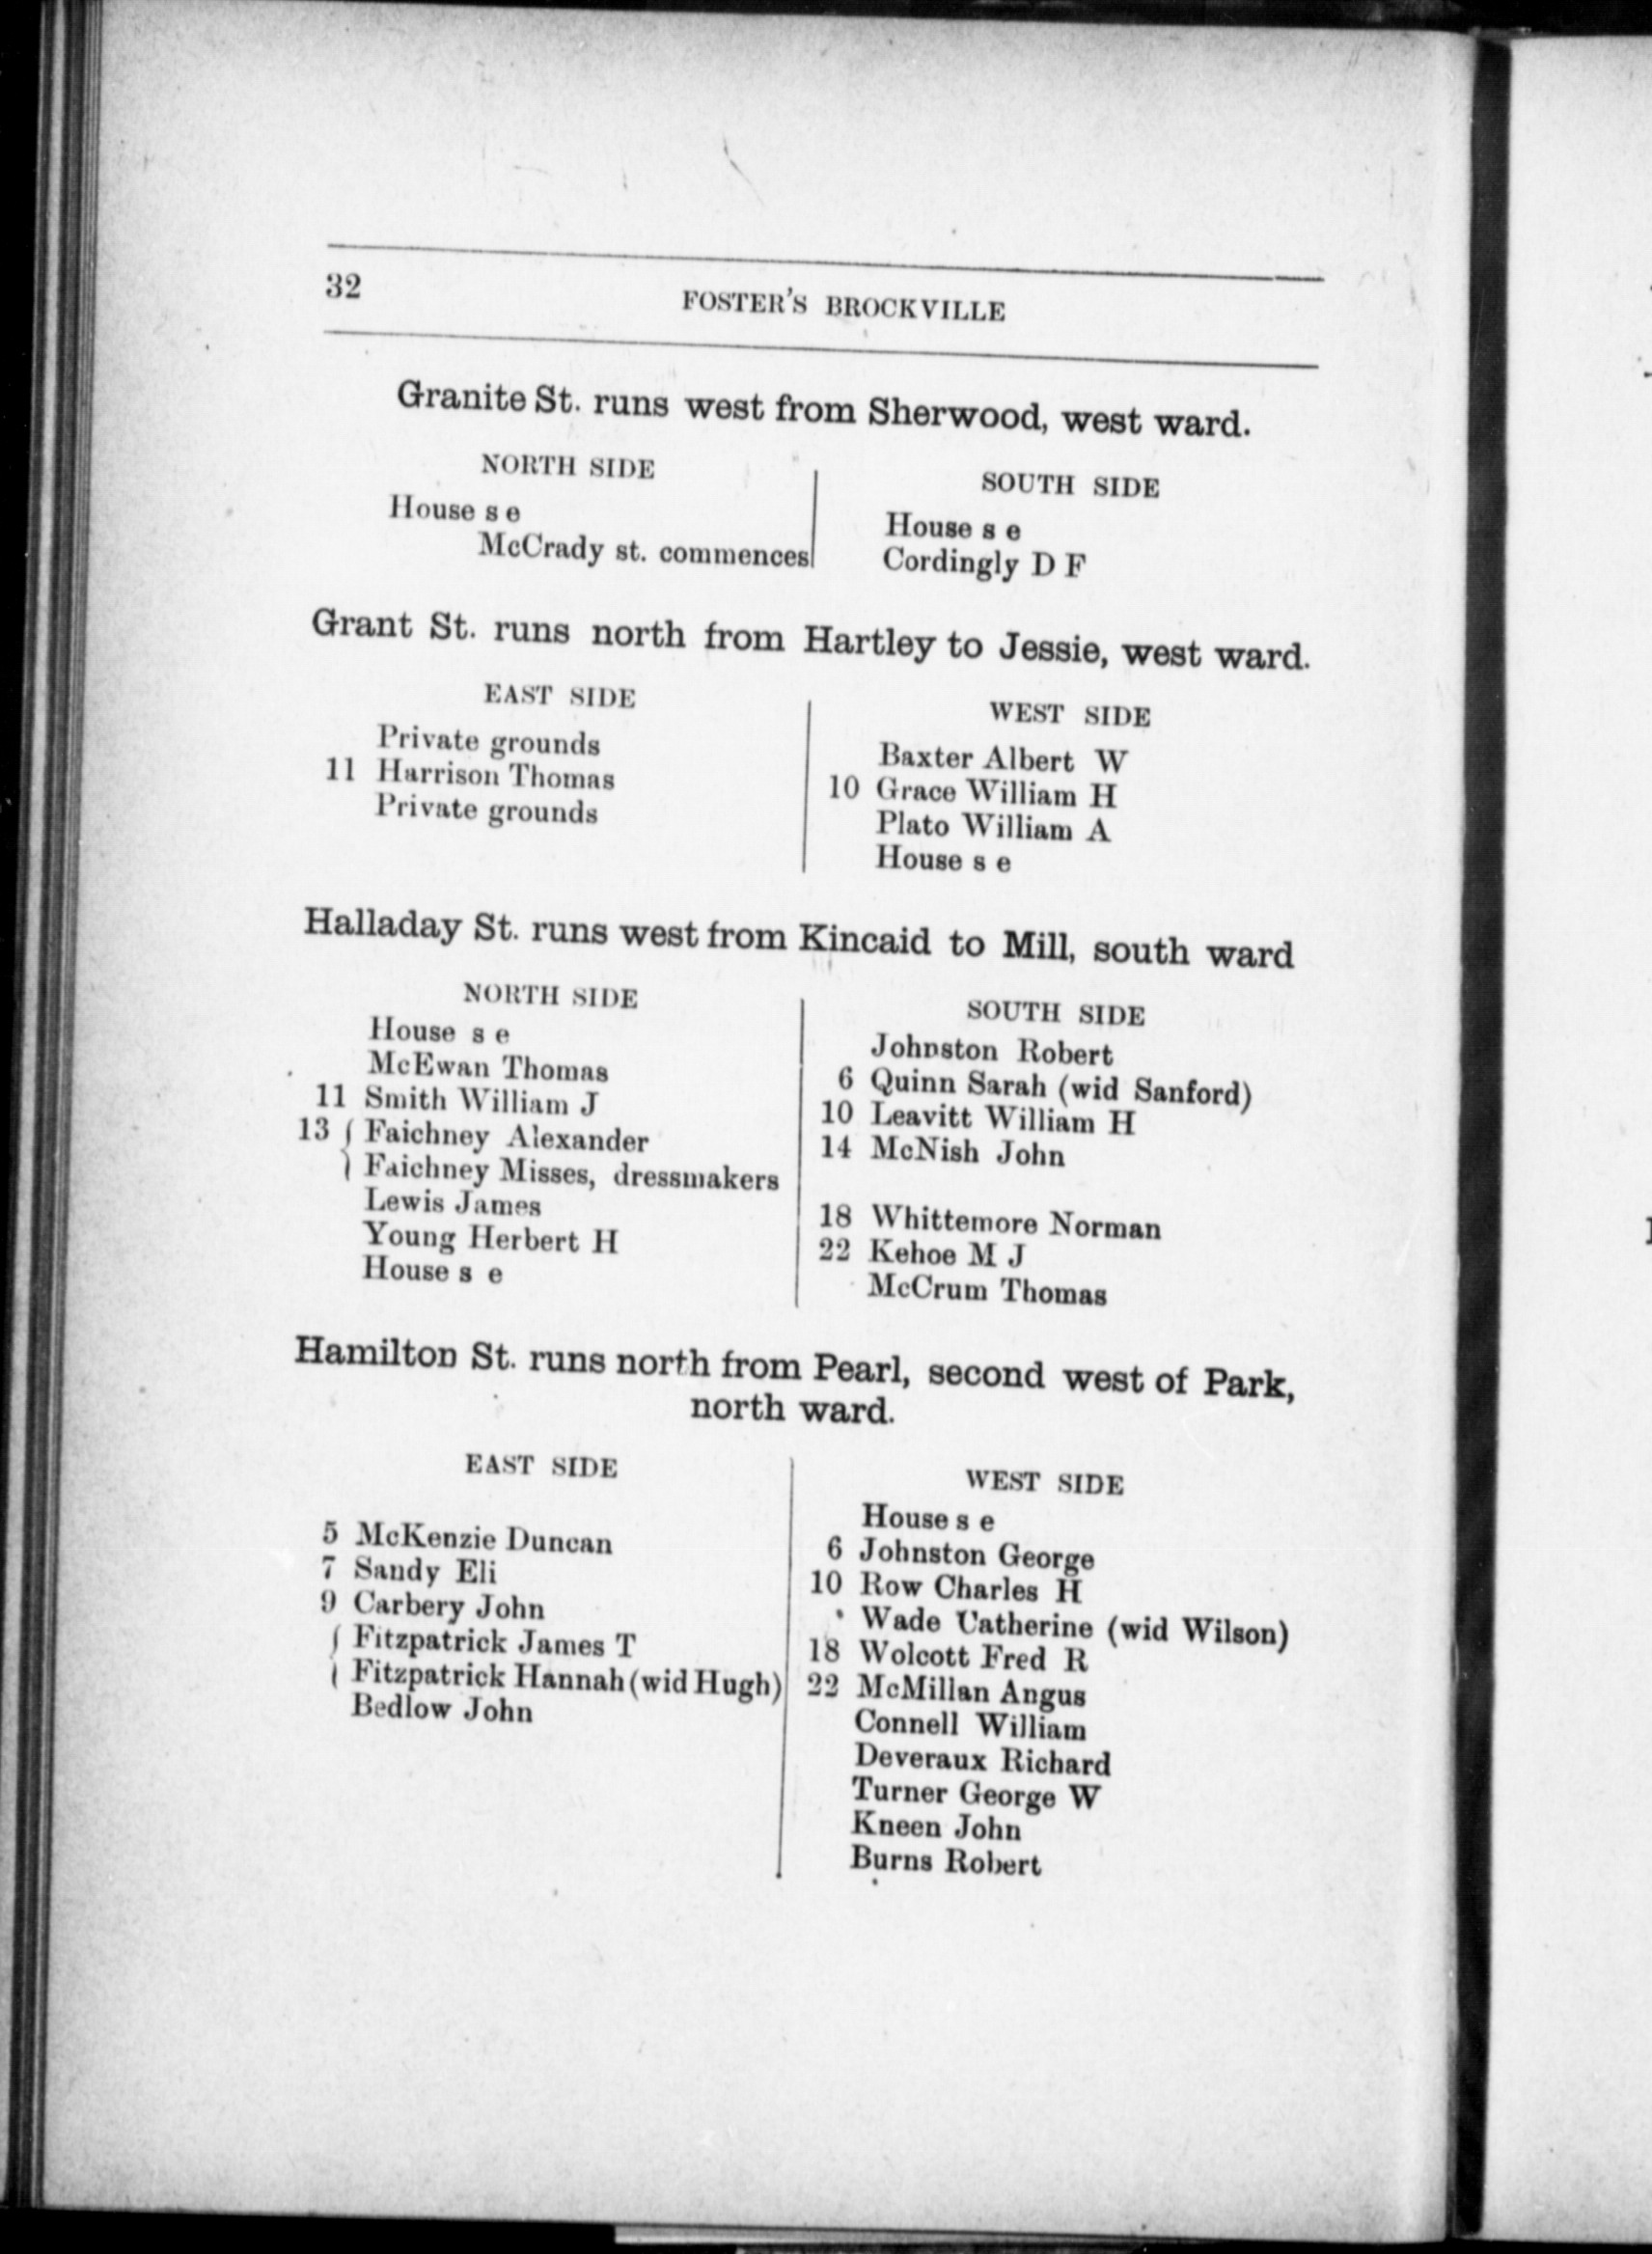 32
FOSTER'S BROCKVILLE
Granite St. runs west from Sherwood, west ward.
NORTH SIDE
House s e
McCrady st. commences
SOUTH SIDE
House s e
Cordingly D F
Grant St. runs north from Hartley to Jessie, west ward.
EAST SIDE
Private grounds
11 Harrison Thomas
Private grounds
WEST SIDE
Baxter Albert W
10 Grace William H
Plato William A
House s e
Halladay St. runs west from Kincaid to Mill, south ward
NORTH SIDE
House s e
McEwan Thomas
11 Smith William J
13 { Faichney Alexander
{ Faichney Misses, dressmakers
Lewis James
Young Herbert H
House s e
SOUTH SIDE
Johnston Robert
6 Quinn Sarah (wid Sanford)
10 Leavitt William H
14 McNish John
18 Whittemore Norman
22 Kehoe M J
McCrum Thomas
Hamilton St. runs north from Pearl, second west of Park,
north ward.
EAST SIDE
5 McKenzie Duncan
7 Sandy Eli
9 Carbery John
{ Fitzpatrick James T
{ Fitzpatrick Hannah (wid Hugh)
Bedlow John
WEST SIDE
House s e
6 Johnston George
10 Row Charles H
Wade Catherine (wid Wilson)
18 Wolcott Fred R
22 McMillan Angus
Connell William
Deveraux Richard
Turner George W
Kneen John
Burns Robert